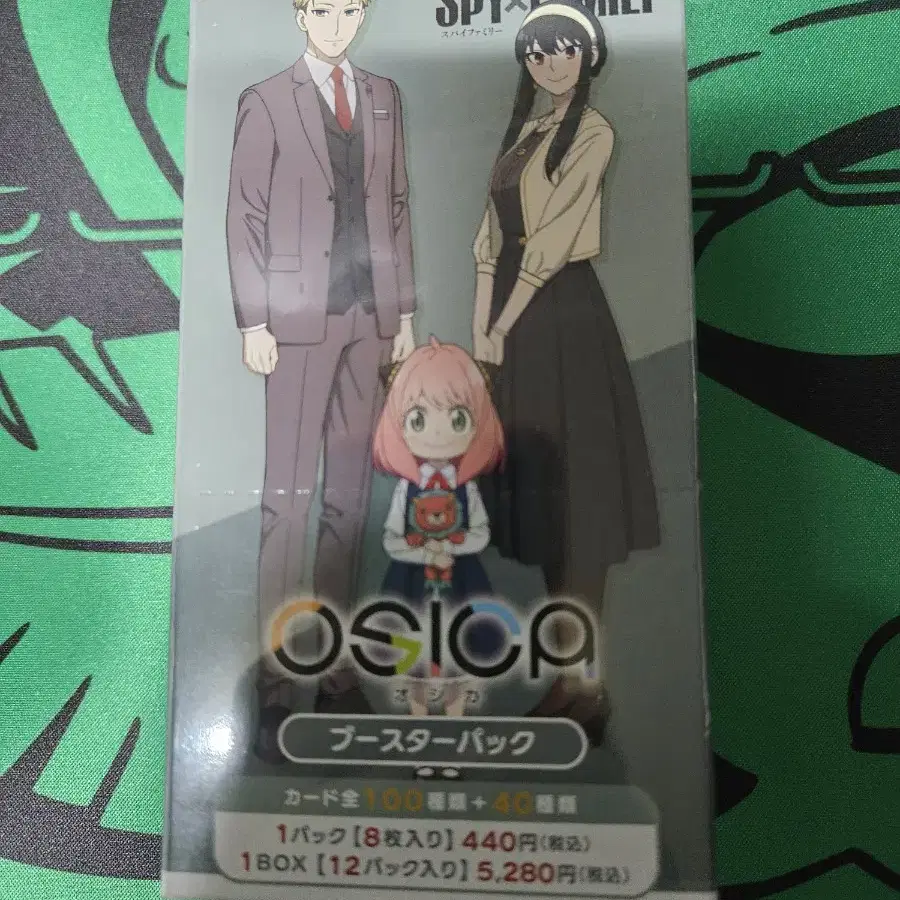 SPY×FAMILY
スパイファミリー
OSICA
オシカ
ブースターパック
カード全100種類+40種類
1パック【8枚入り】440円(税込)
1BOX【12パック入り】5,280円(税込)